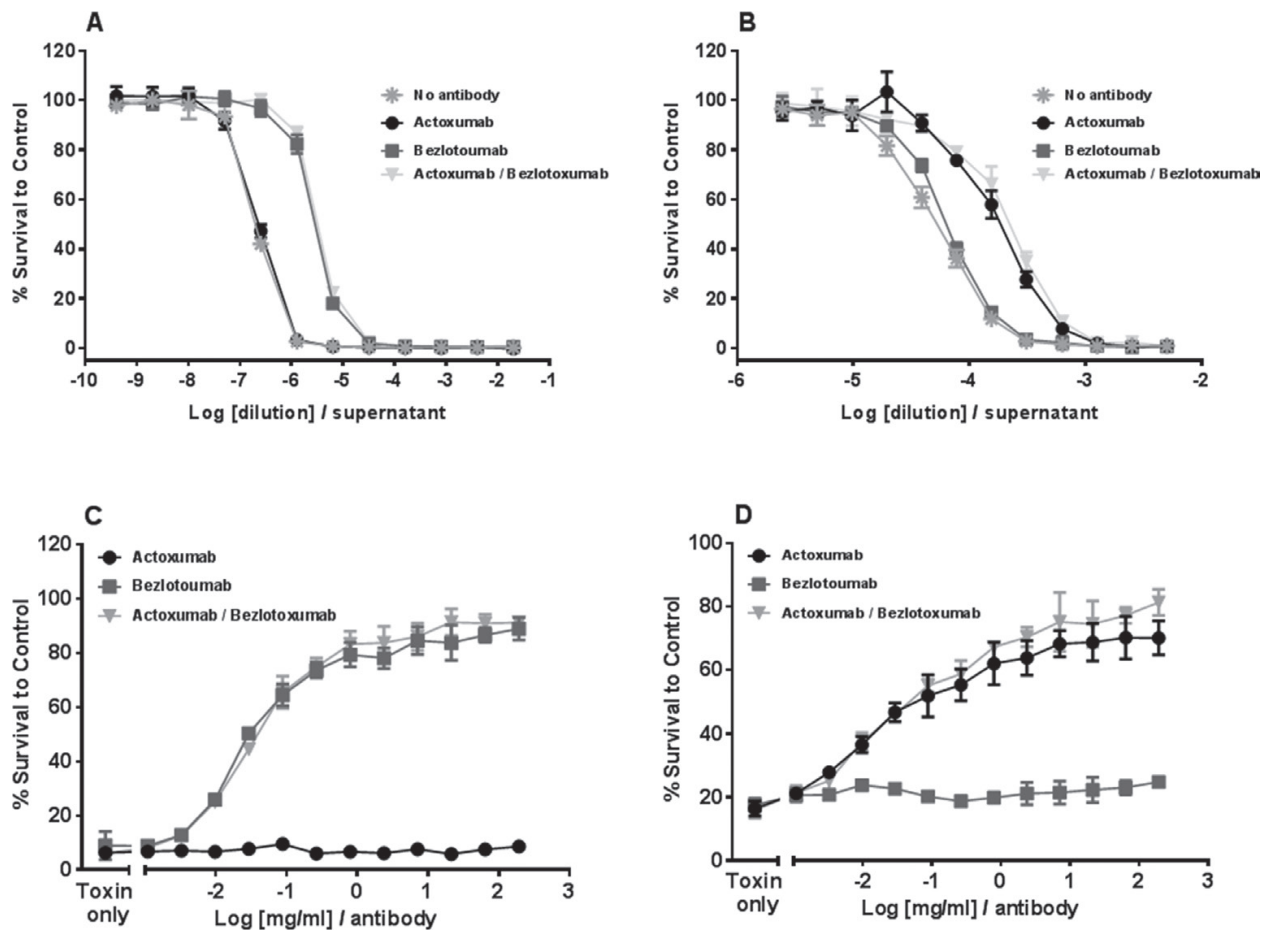 A
120
100
80
60
40
20
0
% Survival to Control
No antibody
Actoxumab
Bezlotoumab
Actoxumab / Bezlotoxumab
-10 -9 -8 -7 -6 -5 -4 -3 -2 -1
Log [dilution] / supernatant
B
120
100
80
60
40
20
0
% Survival to Control
No antibody
Actoxumab
Bezlotoumab
Actoxumab / Bezlotoxumab
-6 -5 -4 -3 -2
Log [dilution] / supernatant
C
120
100
80
60
40
20
0
% Survival to Control
Actoxumab
Bezlotoumab
Actoxumab / Bezlotoxumab
Toxin
only
-2 -1 0 1 2 3
Log [mg/ml] / antibody
D
100
80
60
40
20
0
% Survival to Control
Actoxumab
Bezlotoumab
Actoxumab / Bezlotoxumab
Toxin
only
-2 -1 0 1 2 3
Log [mg/ml] / antibody